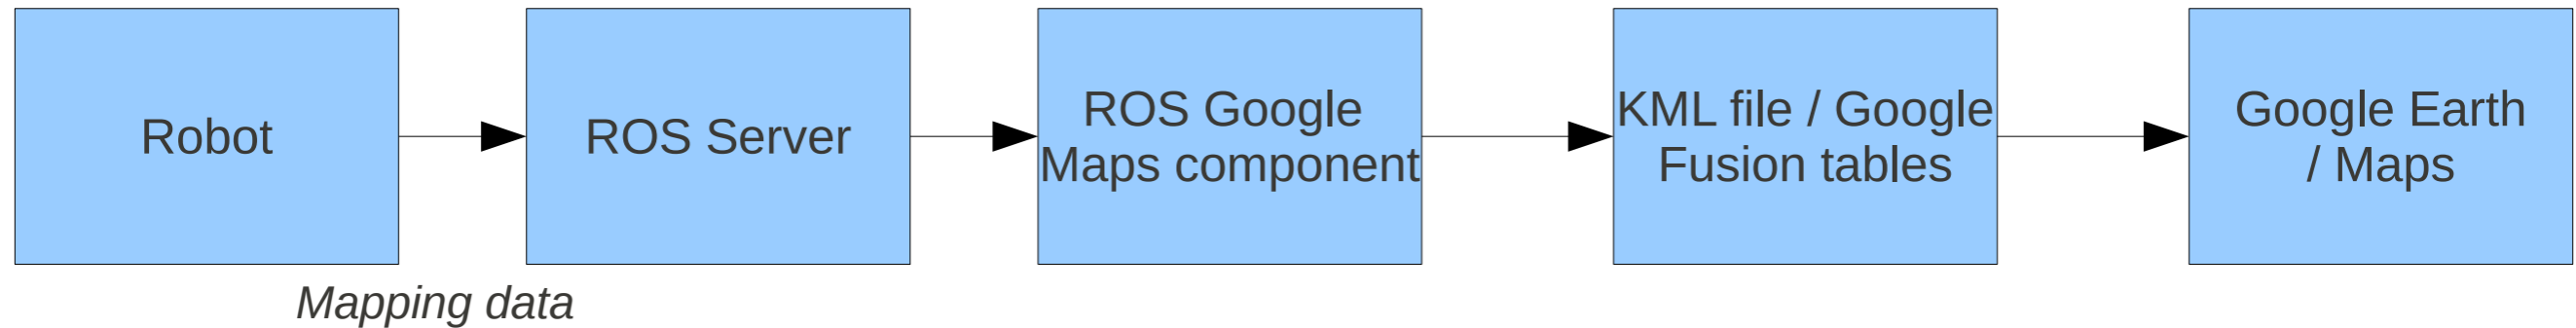 Robot
ROS Server
ROS Google
Maps component
KML file / Google
Fusion tables
Google Earth
/ Maps
Mapping data